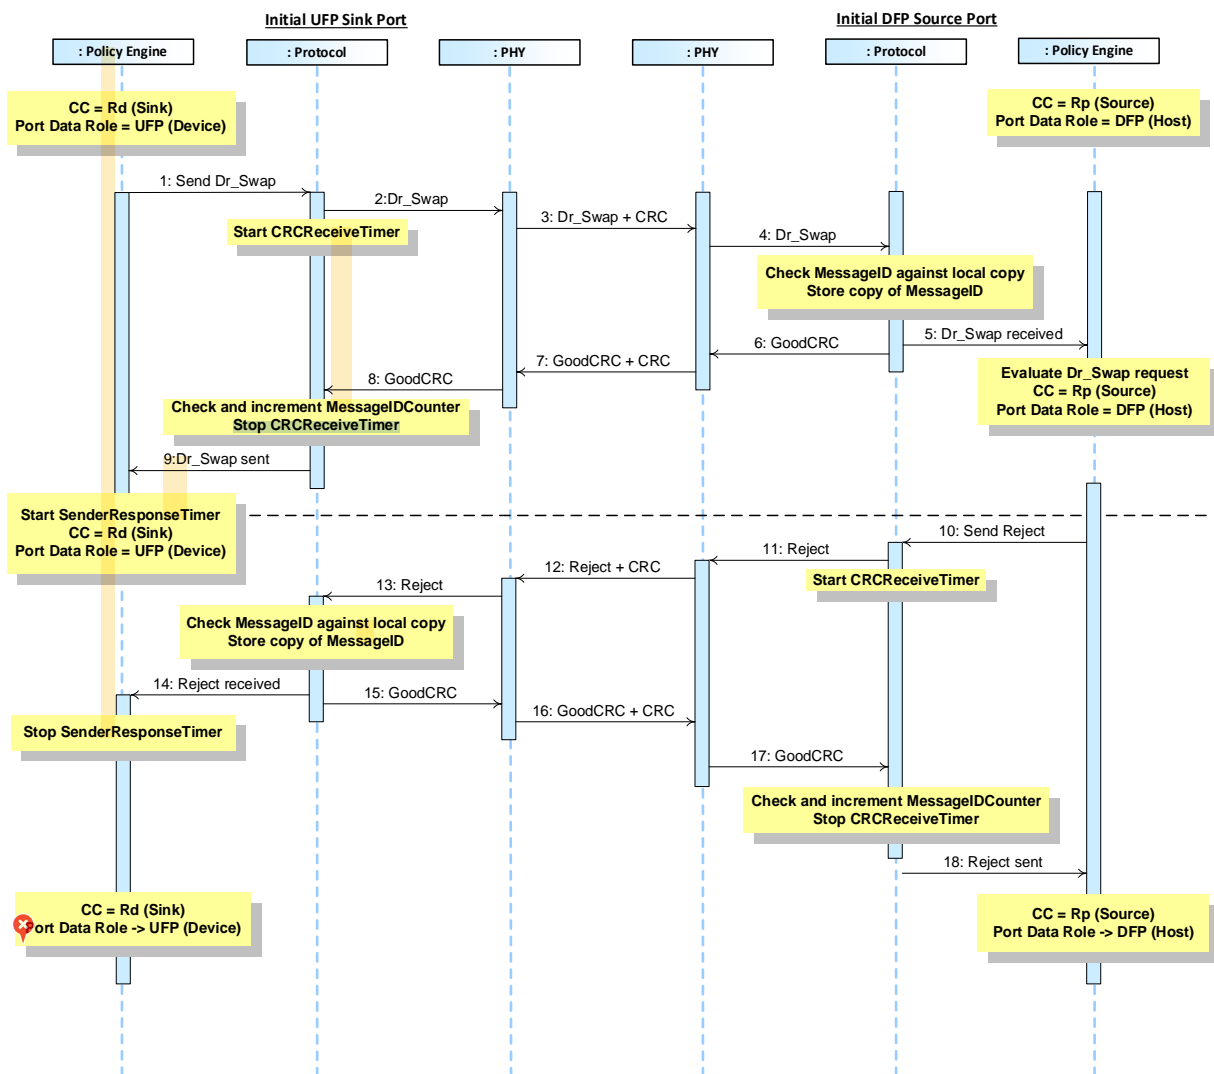 Initial UFP Sink Port
Initial DFP Source Port
: Policy Engine
: Protocol
: PHY
: PHY
: Protocol
: Policy Engine
CC = Rd (Sink)
Port Data Role = UFP (Device)
CC = Rp (Source)
Port Data Role = DFP (Host)
1: Send Dr_Swap
2:Dr_Swap
Start CRCReceiveTimer
3: Dr_Swap + CRC
4: Dr_Swap
Check MessageID against local copy
Store copy of MessageID
5: Dr_Swap received
6: GoodCRC
7: GoodCRC + CRC
8: GoodCRC
Evaluate Dr_Swap request
CC = Rp (Source)
Port Data Role = DFP (Host)
Check and increment MessageIDCounter
Stop CRCReceiveTimer
9:Dr_Swap sent
Start SenderResponseTimer
CC = Rd (Sink)
Port Data Role = UFP (Device)
10: Send Reject
11: Reject
Start CRCReceiveTimer
12: Reject + CRC
13: Reject
Check MessageID against local copy
Store copy of MessageID
14: Reject received
15: GoodCRC
16: GoodCRC + CRC
Stop SenderResponseTimer
17: GoodCRC
Check and increment MessageIDCounter
Stop CRCReceiveTimer
18: Reject sent
CC = Rd (Sink)
Port Data Role -> UFP (Device)
CC = Rp (Source)
Port Data Role -> DFP (Host)